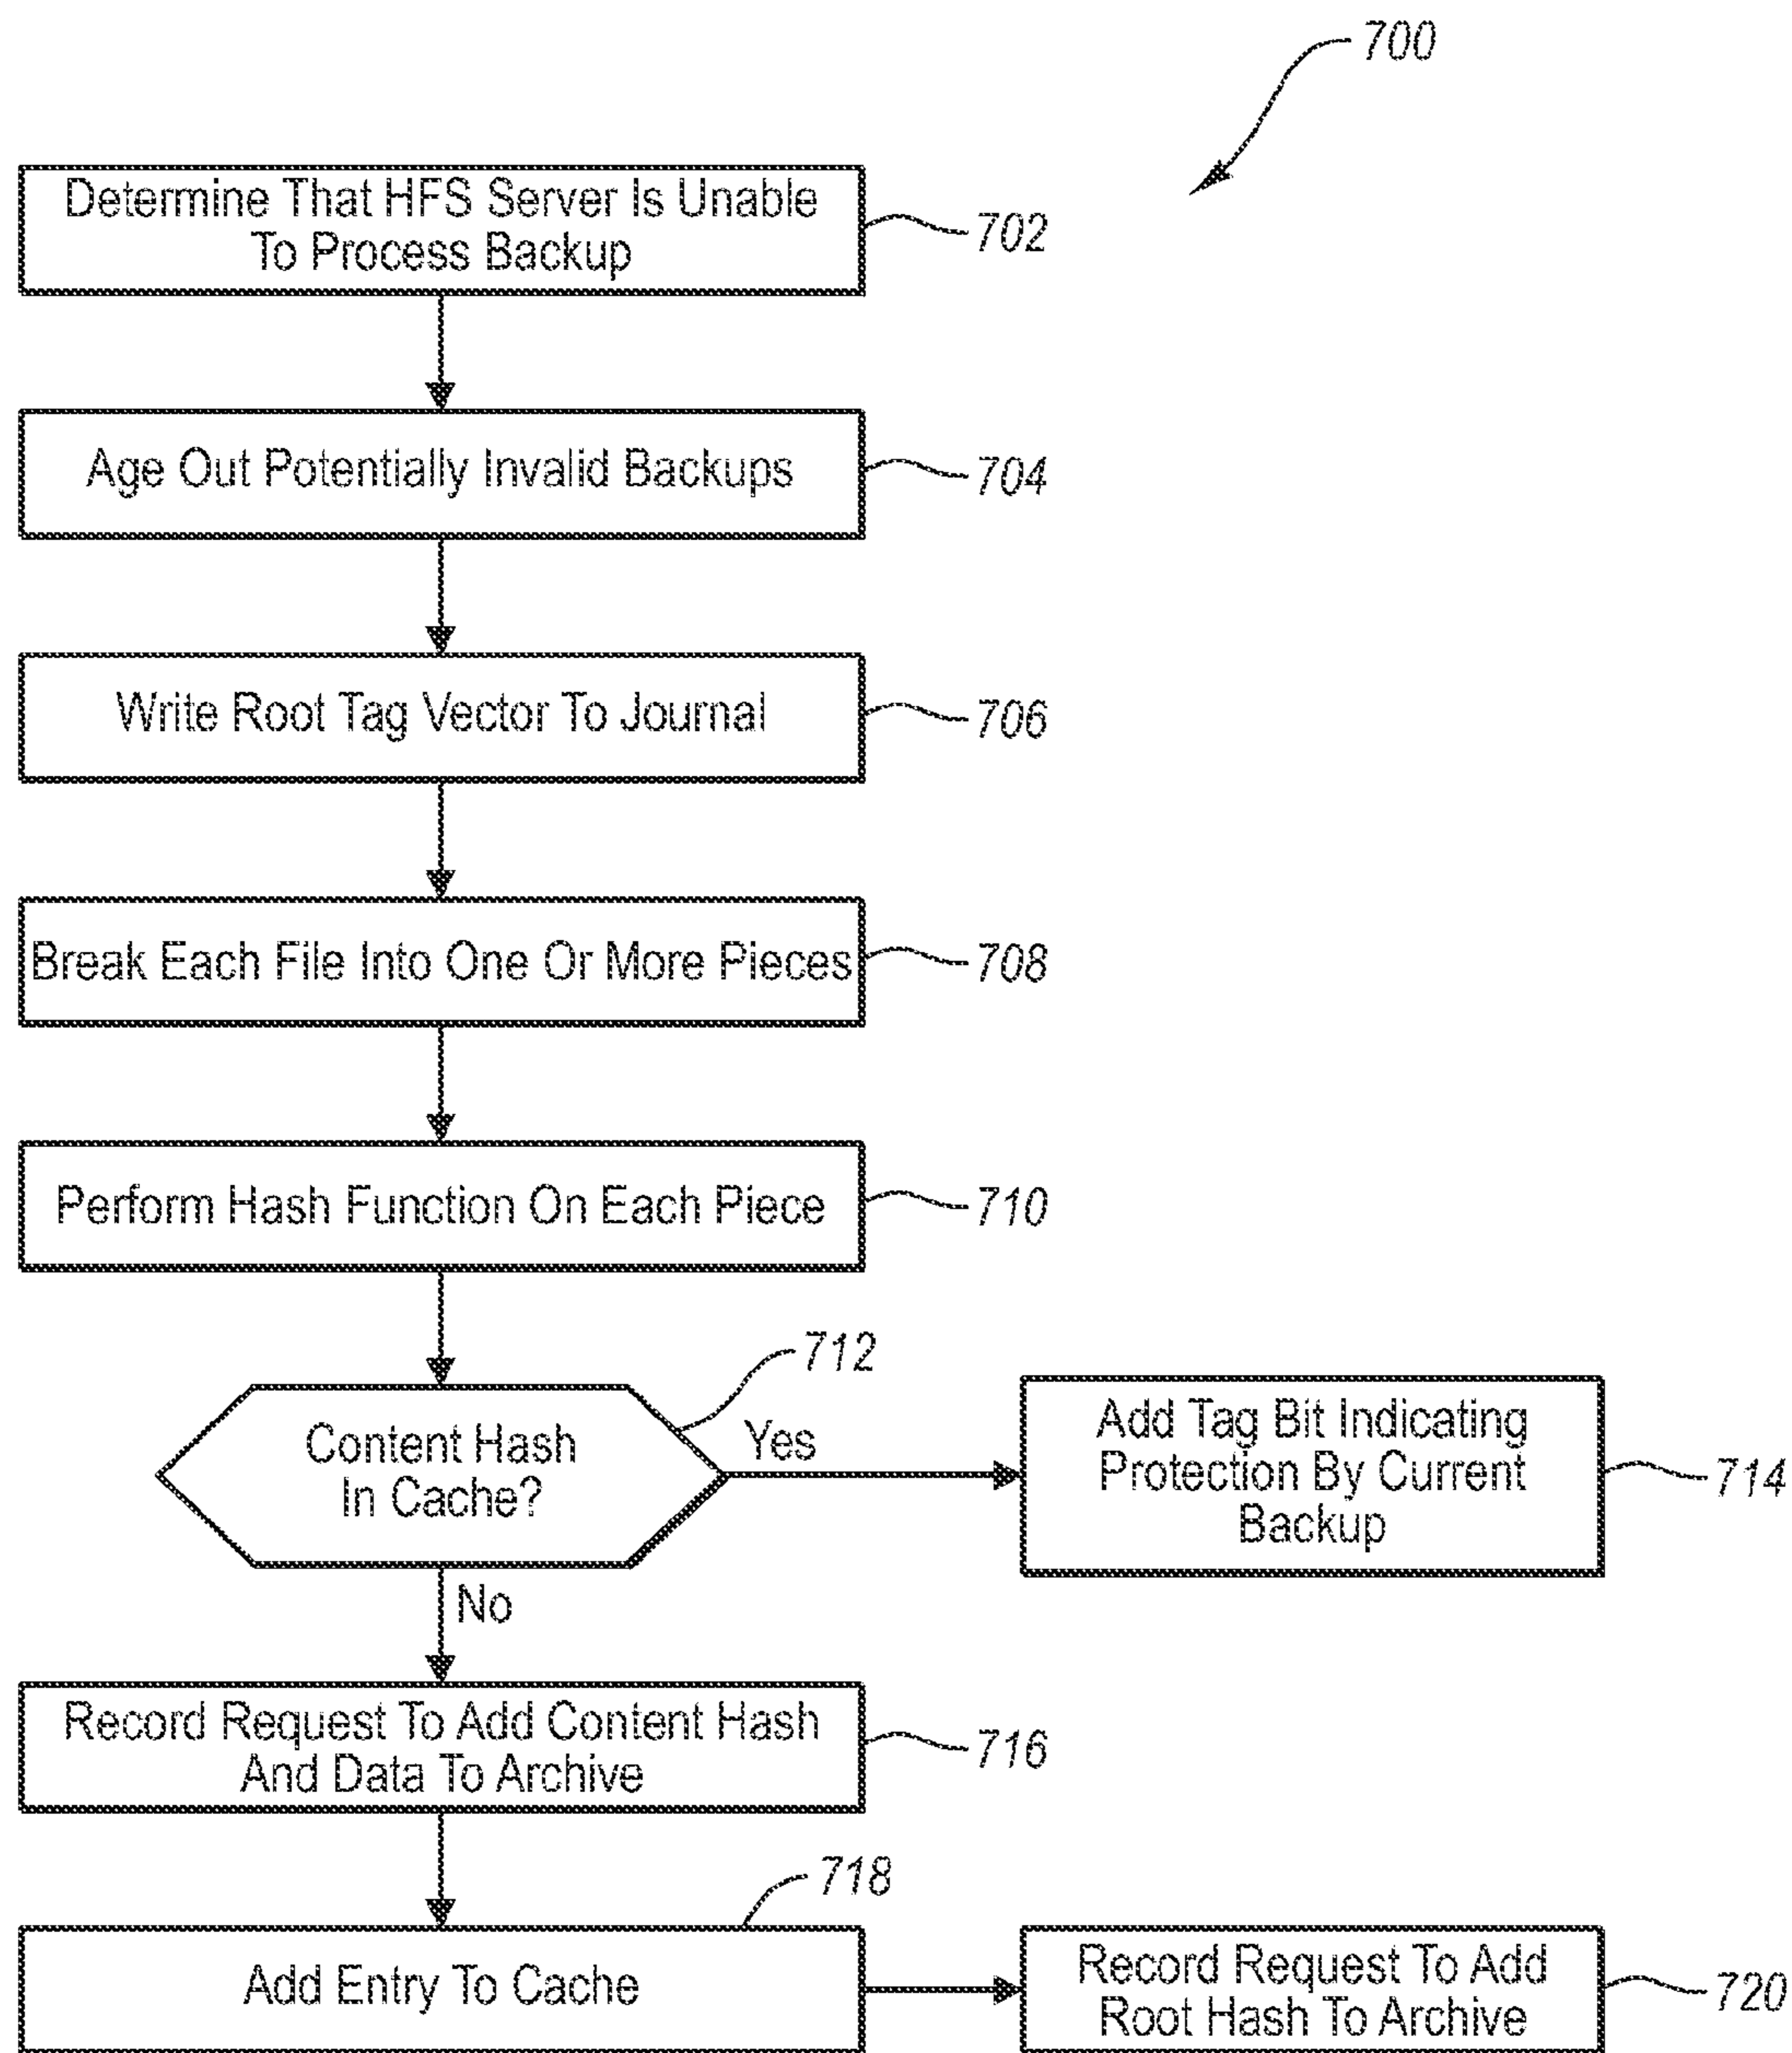 700
Determine That HFS Server Is Unable
To Process Backup
702
Age Out Potentially Invalid Backups
704
Write Root Tag Vector To Journal
706
Break Each File Into One Or More Pieces
708
Perform Hash Function On Each Piece
710
712
Content Hash
In Cache?
Yes
Add Tag Bit Indicating
Protection By Current
Backup
714
No
Record Request To Add Content Hash
And Data To Archive
716
718
Add Entry To Cache
Record Request To Add
Root Hash To Archive
720